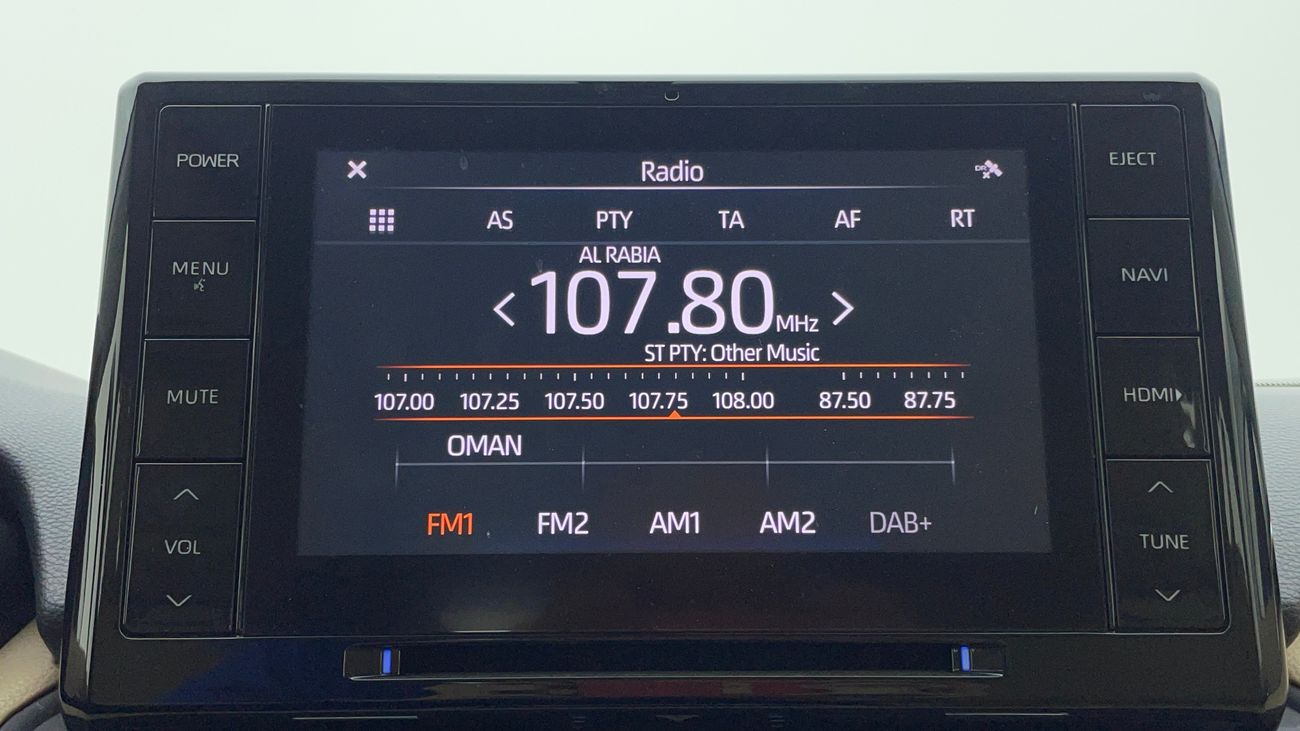 POWER
MENU
MUTE
VOL
Radio
AS PTY TA AF RT
AL RABIA
< 107.80 MHz >
ST PTY: Other Music
107.00 107.25 107.50 107.75 108.00 87.50 87.75
OMAN
FM1 FM2 AM1 AM2 DAB+
EJECT
NAVI
HDMI
TUNE